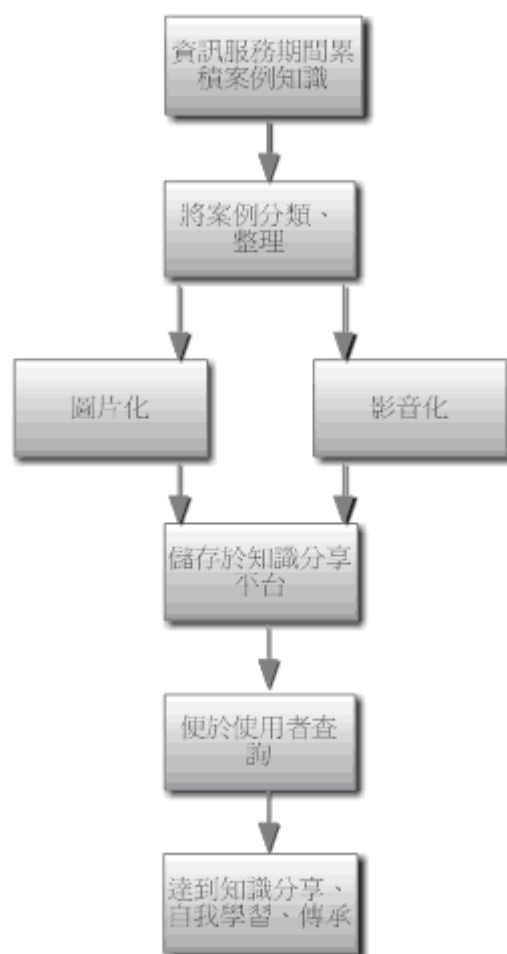 資訊服務期間累
積案例知識
將案例分類、
整理
圖片化
影音化
儲存於知識分享
平台
便於使用者查
詢
達到知識分享、
自我學習、傳承